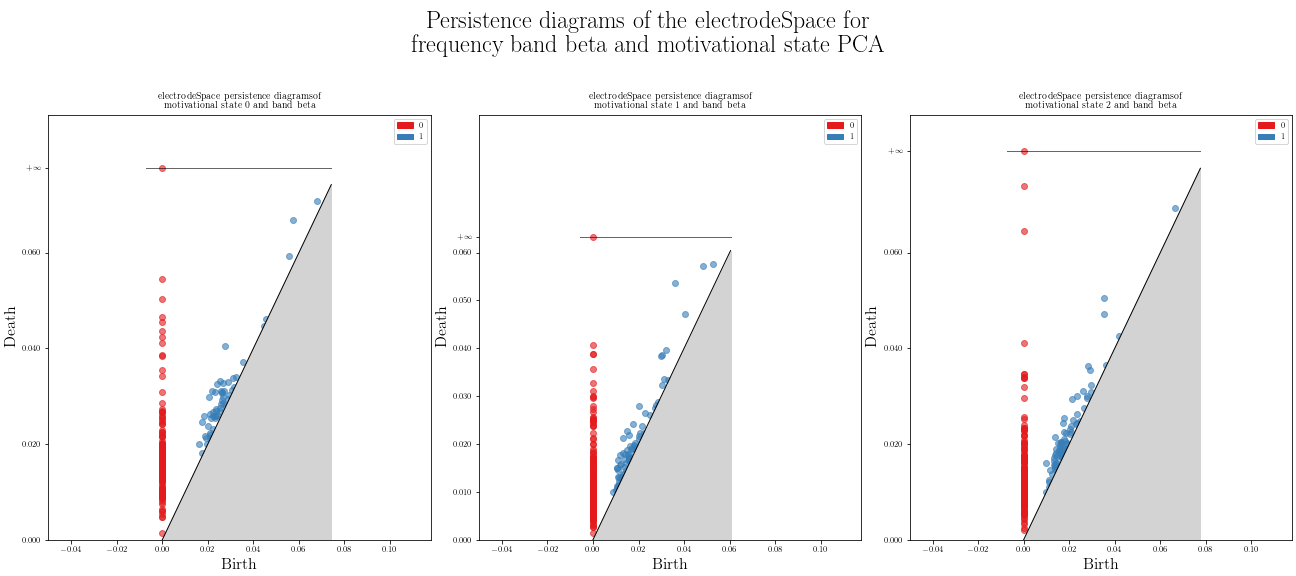 Persistence diagrams of the electrodeSpace for
frequency band beta and motivational state PCA
electrodeSpace persistence diagramsof
motivational state 0 and band beta
0
1
+∞
0.060
0.040
0.020
0.000
Death
−0.04 −0.02 0.00 0.02 0.04 0.06 0.08 0.10
Birth
electrodeSpace persistence diagramsof
motivational state 1 and band beta
0
1
+∞
0.060
0.050
0.040
0.030
0.020
0.010
0.000
Death
−0.04 −0.02 0.00 0.02 0.04 0.06 0.08 0.10
Birth
electrodeSpace persistence diagramsof
motivational state 2 and band beta
0
1
+∞
0.060
0.040
0.020
0.000
Death
−0.04 −0.02 0.00 0.02 0.04 0.06 0.08 0.10
Birth